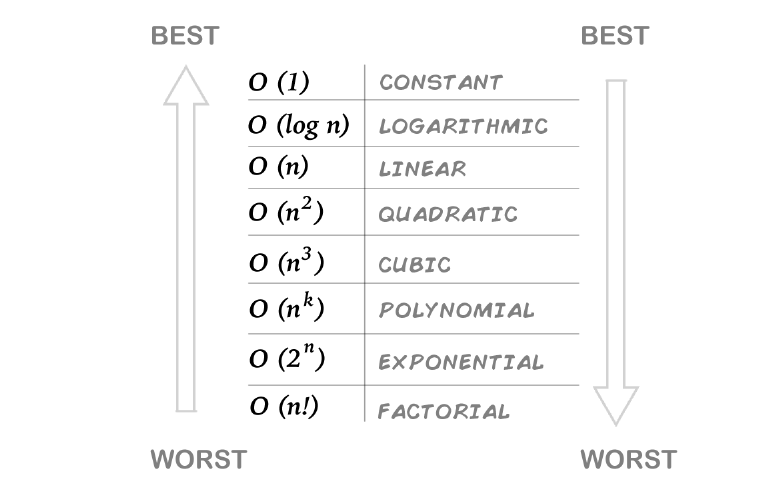 BEST BEST
O (1) CONSTANT
O (log n) LOGARITHMIC
O (n) LINEAR
O (n²) QUADRATIC
O (n³) CUBIC
O (nᵏ) POLYNOMIAL
O (2ⁿ) EXPONENTIAL
O (n!) FACTORIAL
WORST WORST